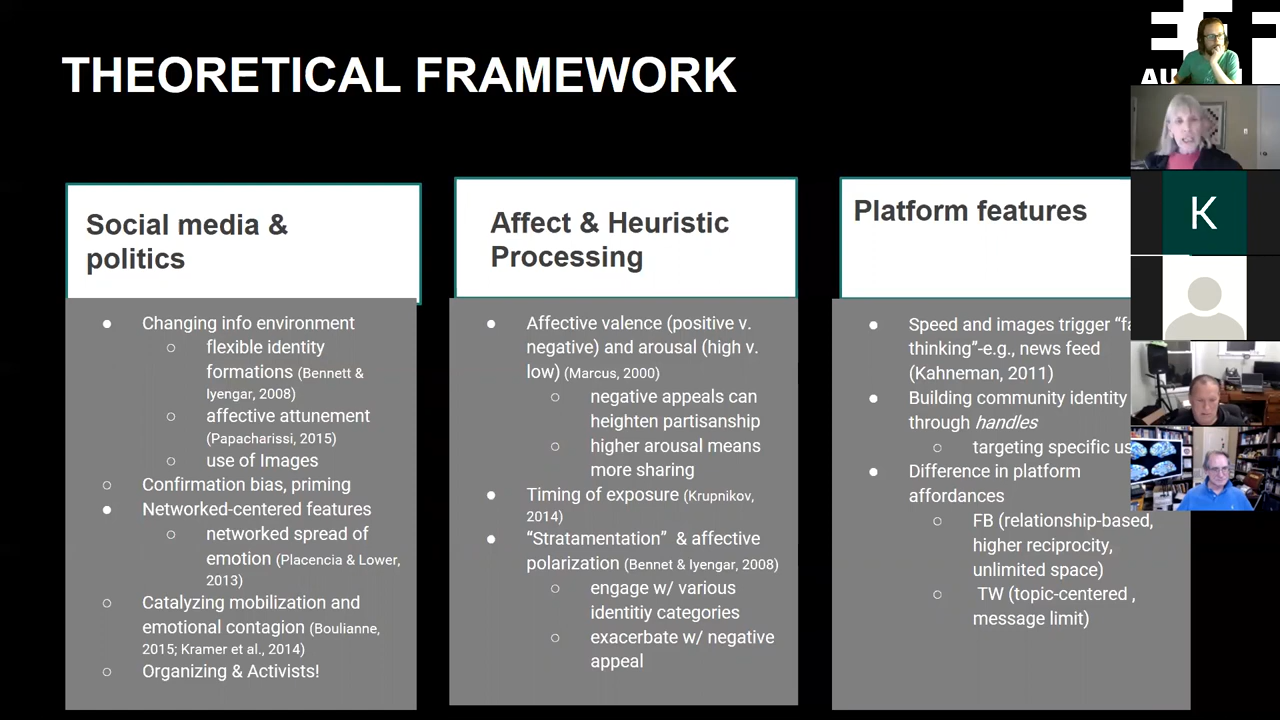 THEORETICAL FRAMEWORK
Social media &
politics
Changing info environment
flexible identity
formations (Bennett &
Iyengar, 2008)
affective attunement
(Papacharissi, 2015)
use of Images
Confirmation bias, priming
Networked-centered features
networked spread of
emotion (Placencia & Lower,
2013)
Catalyzing mobilization and
emotional contagion (Boulianne,
2015; Kramer et al., 2014)
Organizing & Activists!
Affect & Heuristic
Processing
Affective valence (positive v.
negative) and arousal (high v.
low) (Marcus, 2000)
negative appeals can
heighten partisanship
higher arousal means
more sharing
Timing of exposure (Krupnikov,
2014)
“Stratamentation” & affective
polarization (Bennet & Iyengar, 2008)
engage w/ various
identitiy categories
exacerbate w/ negative
appeal
Platform features
Speed and images trigger
thinking”-e.g., news feed
(Kahneman, 2011)
Building community identity
through handles
targeting specific
Difference in platform
affordances
FB (relationship-based,
higher reciprocity,
unlimited space)
TW (topic-centered ,
message limit)
K